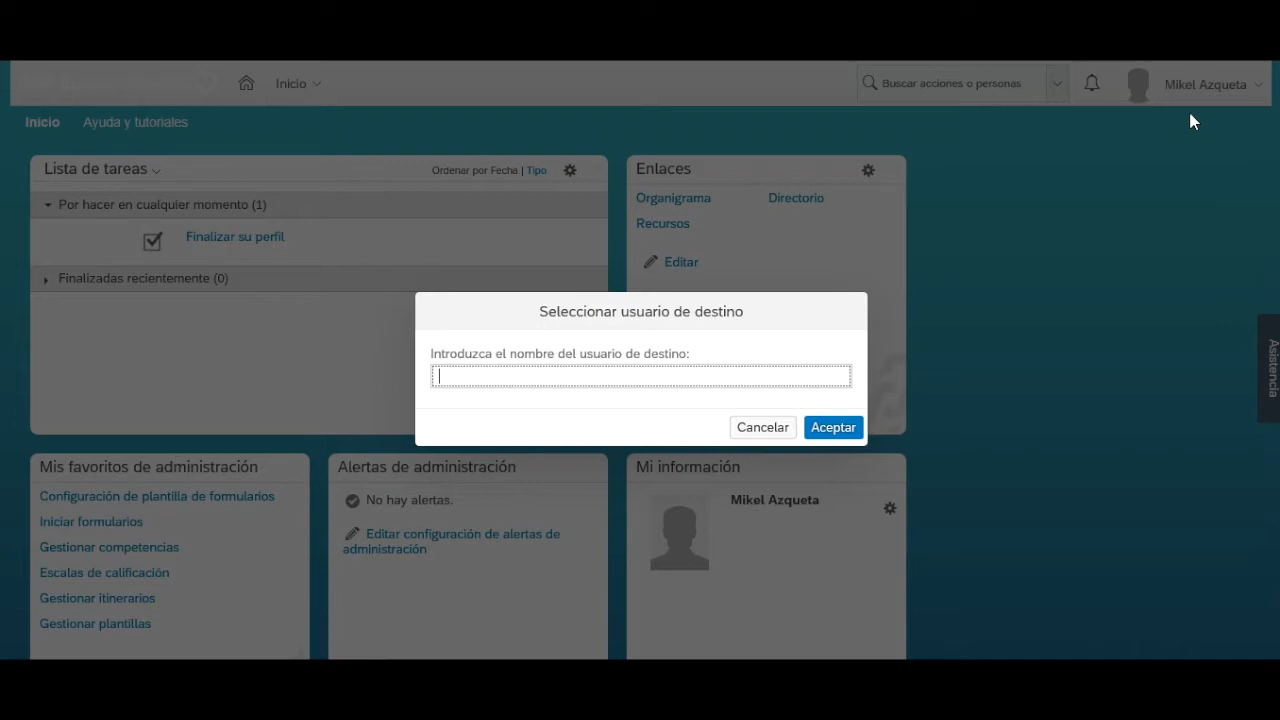 Inicio
Buscar acciones o personas
Mikel Azqueta
Inicio
Ayuda y tutoriales
Lista de tareas
Ordenar por Fecha | Tipo
Por hacer en cualquier momento (1)
Finalizar su perfil
Finalizadas recientemente (0)
Enlaces
Organigrama
Directorio
Recursos
Editar
Asistencia
Seleccionar usuario de destino
Introduzca el nombre del usuario de destino:
Cancelar
Aceptar
Mis favoritos de administración
Configuración de plantilla de formularios
Iniciar formularios
Gestionar competencias
Escalas de calificación
Gestionar itinerarios
Gestionar plantillas
Alertas de administración
No hay alertas.
Editar configuración de alertas de
administración
Mi información
Mikel Azqueta